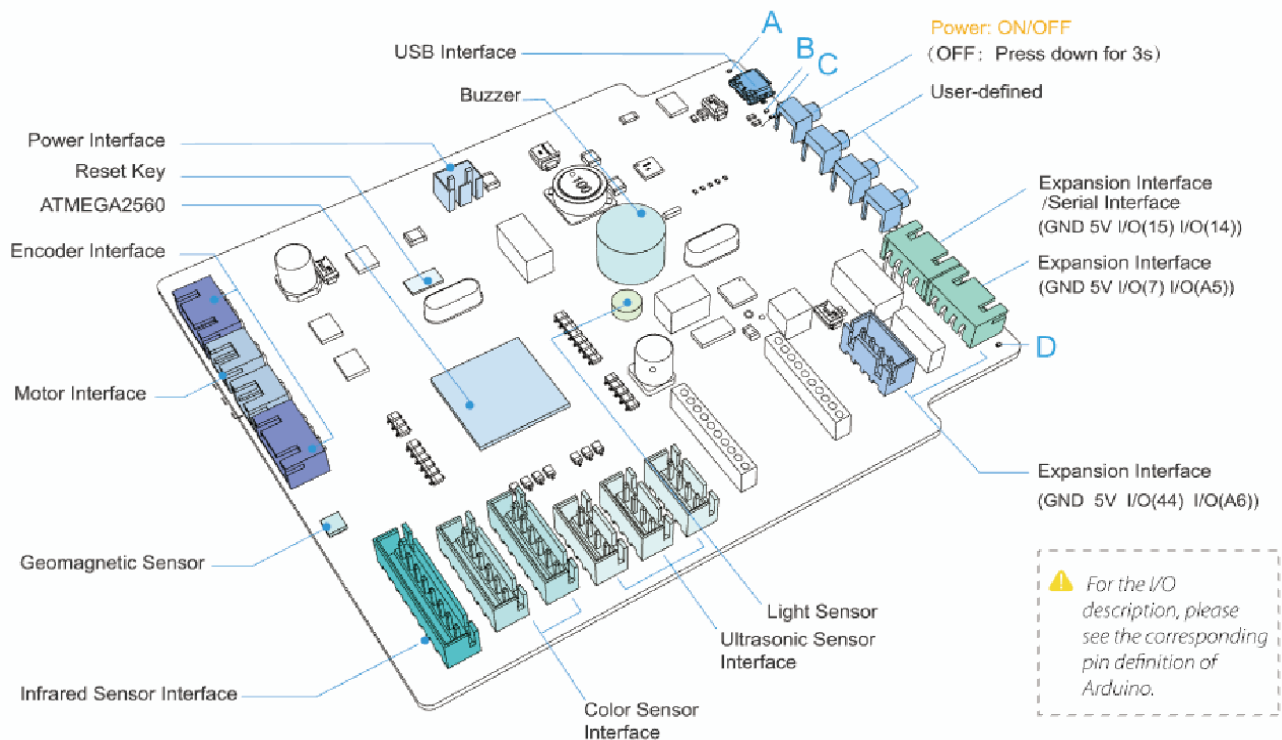 A
USB Interface
B
C
Power: ON/OFF
(OFF: Press down for 3s)
Buzzer
User-defined
Power Interface
Reset Key
ATMEGA2560
Encoder Interface
Expansion Interface
/Serial Interface
(GND 5V I/O(15) I/O(14))
Expansion Interface
(GND 5V I/O(7) I/O(A5))
D
Motor Interface
Expansion Interface
(GND 5V I/O(44) I/O(A6))
Geomagnetic Sensor
Light Sensor
Ultrasonic Sensor
Interface
Infrared Sensor Interface
Color Sensor
Interface
For the I/O
description, please
see the corresponding
pin definition of
Arduino.